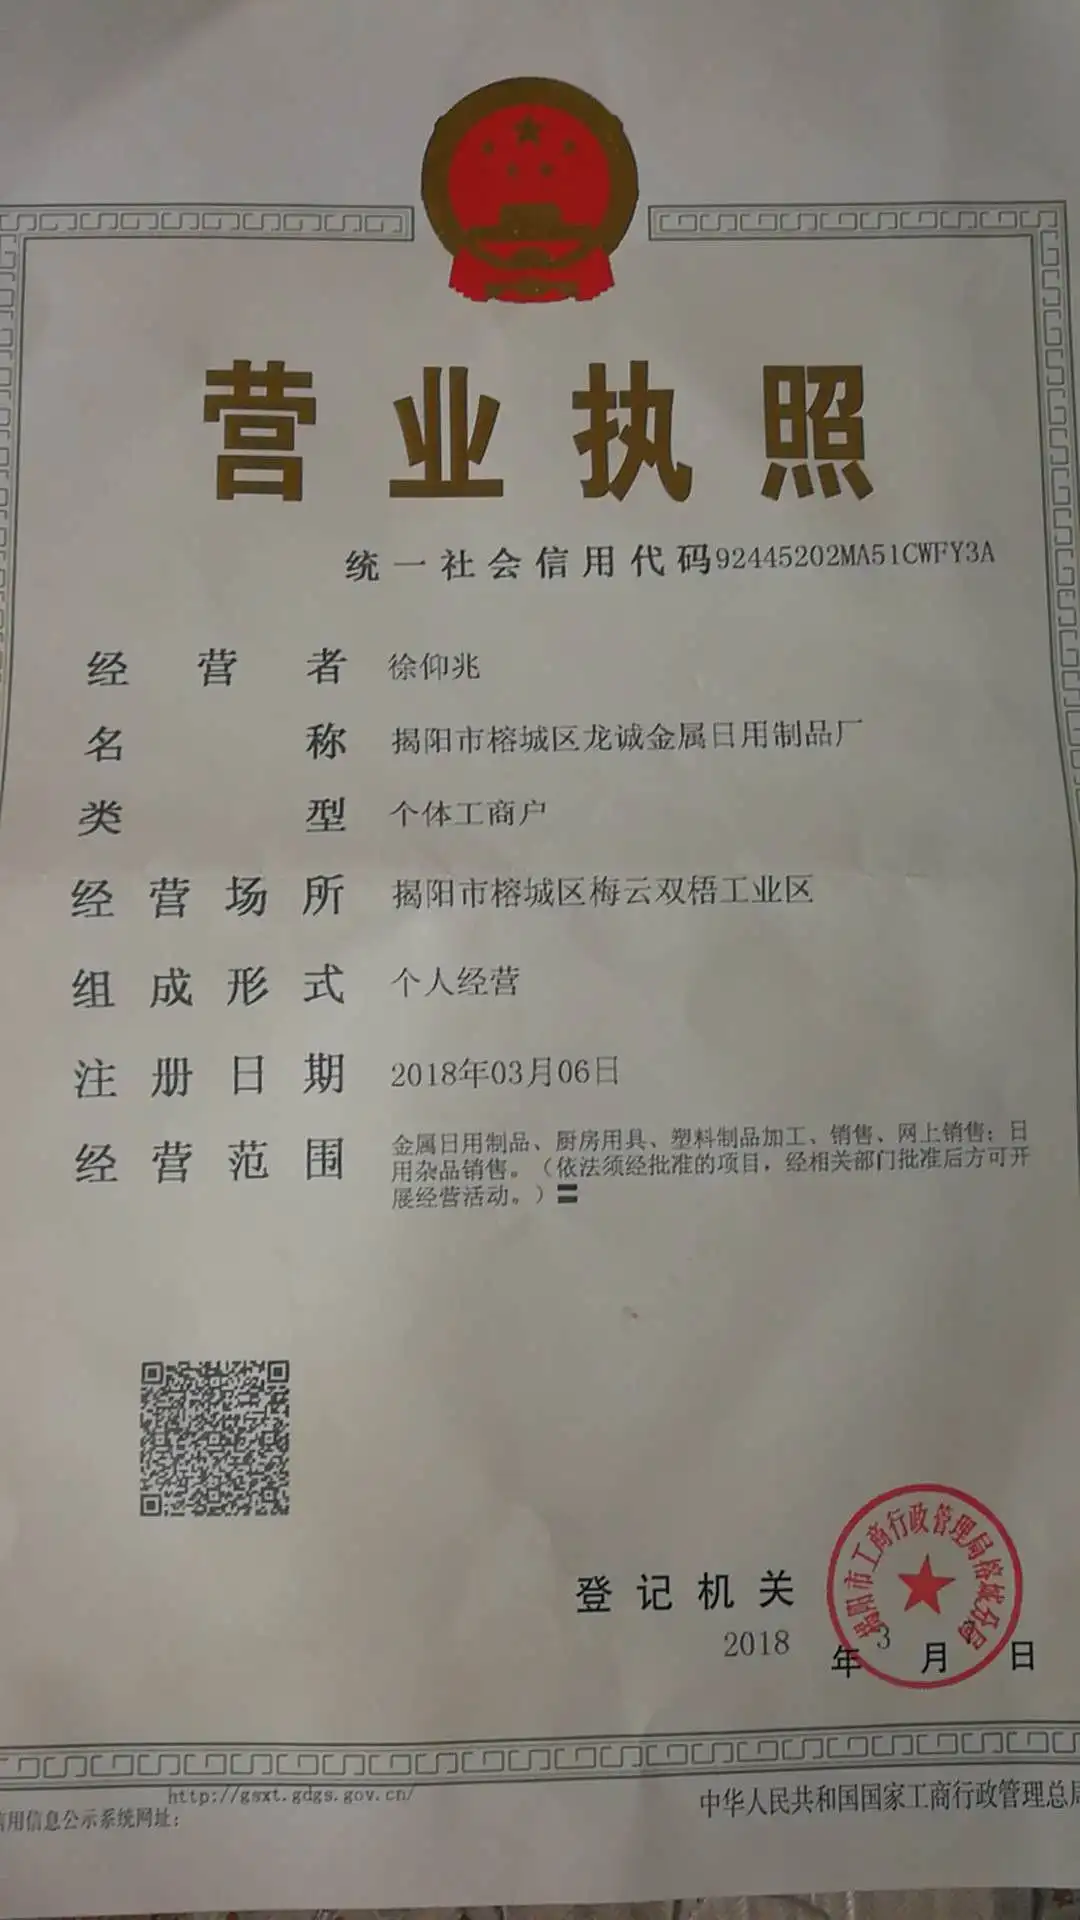 营业执照
统一社会信用代码92445202MA51CWFY3A
经营者 徐仰兆
名称 揭阳市榕城区龙诚金属日用制品厂
类型 个体工商户
经营场所 揭阳市榕城区梅云双梧工业区
组成形式 个人经营
注册日期 2018年03月06日
经营范围 金属日用制品、厨房用具、塑料制品加工、销售、网上销售；日
用杂品销售。（依法须经批准的项目，经相关部门批准后方可开
展经营活动。）〓
登记机关
揭阳市工商行政管理局榕城分局
2018 年 3 月 日
http://gsxt.gdgs.gov.cn/
信用信息公示系统网址：
中华人民共和国国家工商行政管理总局